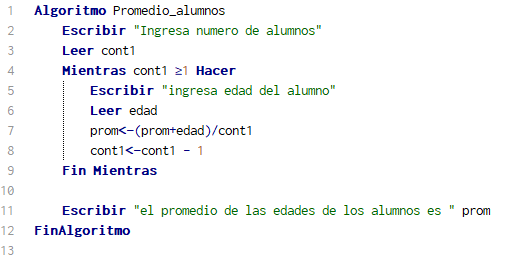 1 Algoritmo Promedio_alumnos
2 Escribir "Ingresa numero de alumnos"
3 Leer cont1
4 Mientras cont1 ≥1 Hacer
5 Escribir "ingresa edad del alumno"
6 Leer edad
7 prom<-(prom+edad)/cont1
8 cont1<-cont1 - 1
9 Fin Mientras
10
11 Escribir "el promedio de las edades de los alumnos es " prom
12 FinAlgoritmo
13